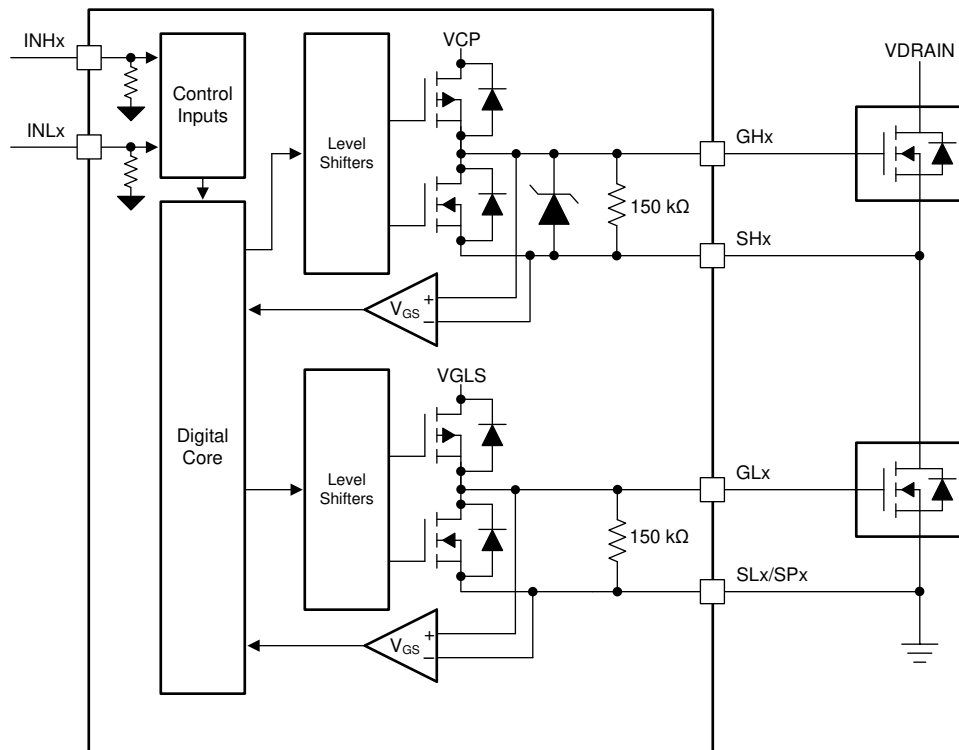 INHx
INLx
Control
Inputs
Digital
Core
Level
Shifters
VCP
VDRAIN
GHx
150 kΩ
SHx
VGS
+
−
VGLS
Level
Shifters
GLx
150 kΩ
SLx/SPx
VGS
+
−